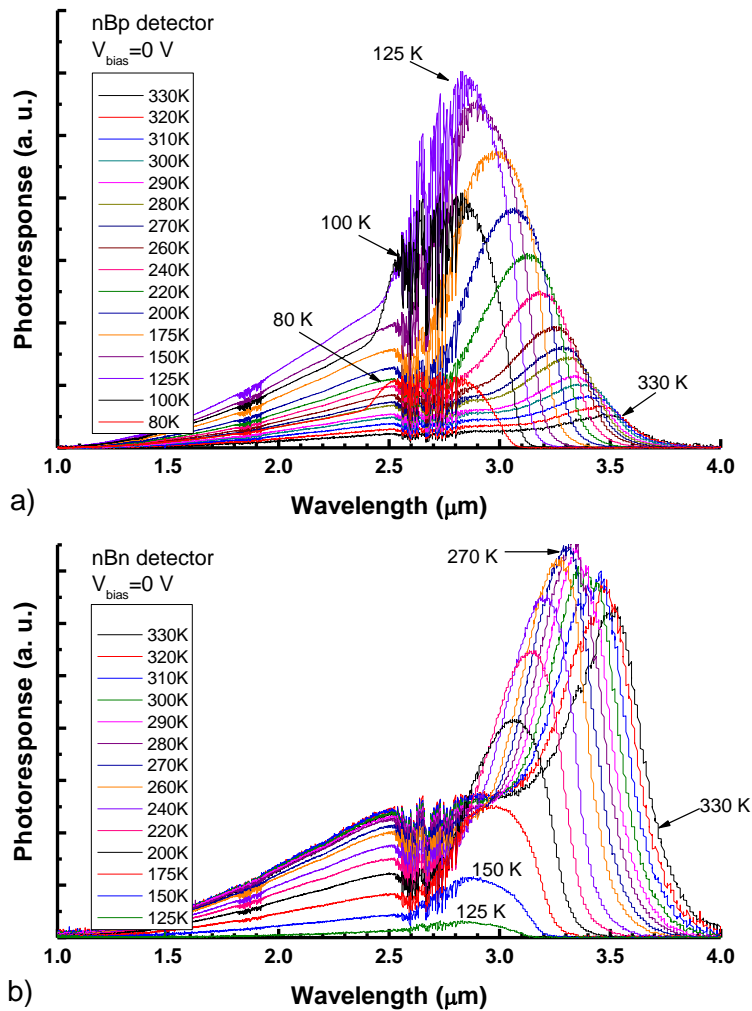 nBp detector
V_bias=0 V
330K
320K
310K
300K
290K
280K
270K
260K
240K
220K
200K
175K
150K
125K
100K
80K
125 K
100 K
80 K
330 K
Photoresponse (a. u.)
1.0 1.5 2.0 2.5 3.0 3.5 4.0
Wavelength (μm)
a)
nBn detector
V_bias=0 V
330K
320K
310K
300K
290K
280K
270K
260K
240K
220K
200K
175K
150K
125K
270 K
330 K
150 K
125 K
Photoresponse (a. u.)
1.0 1.5 2.0 2.5 3.0 3.5 4.0
Wavelength (μm)
b)